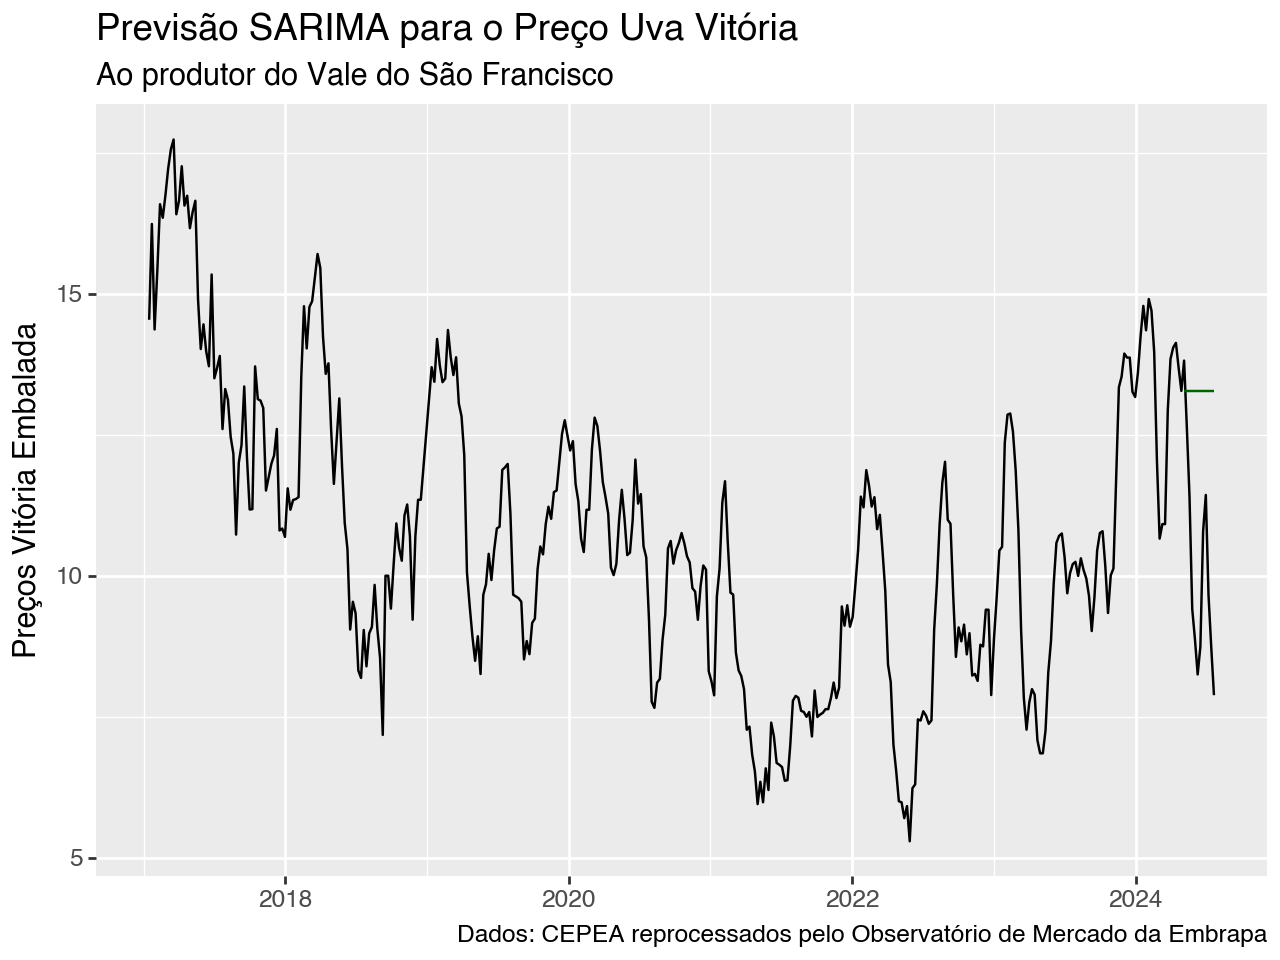 Previsão SARIMA para o Preço Uva Vitória
Ao produtor do Vale do São Francisco
Preços Vitória Embalada
15
10
5
2018
2020
2022
2024
Dados: CEPEA reprocessados pelo Observatório de Mercado da Embrapa